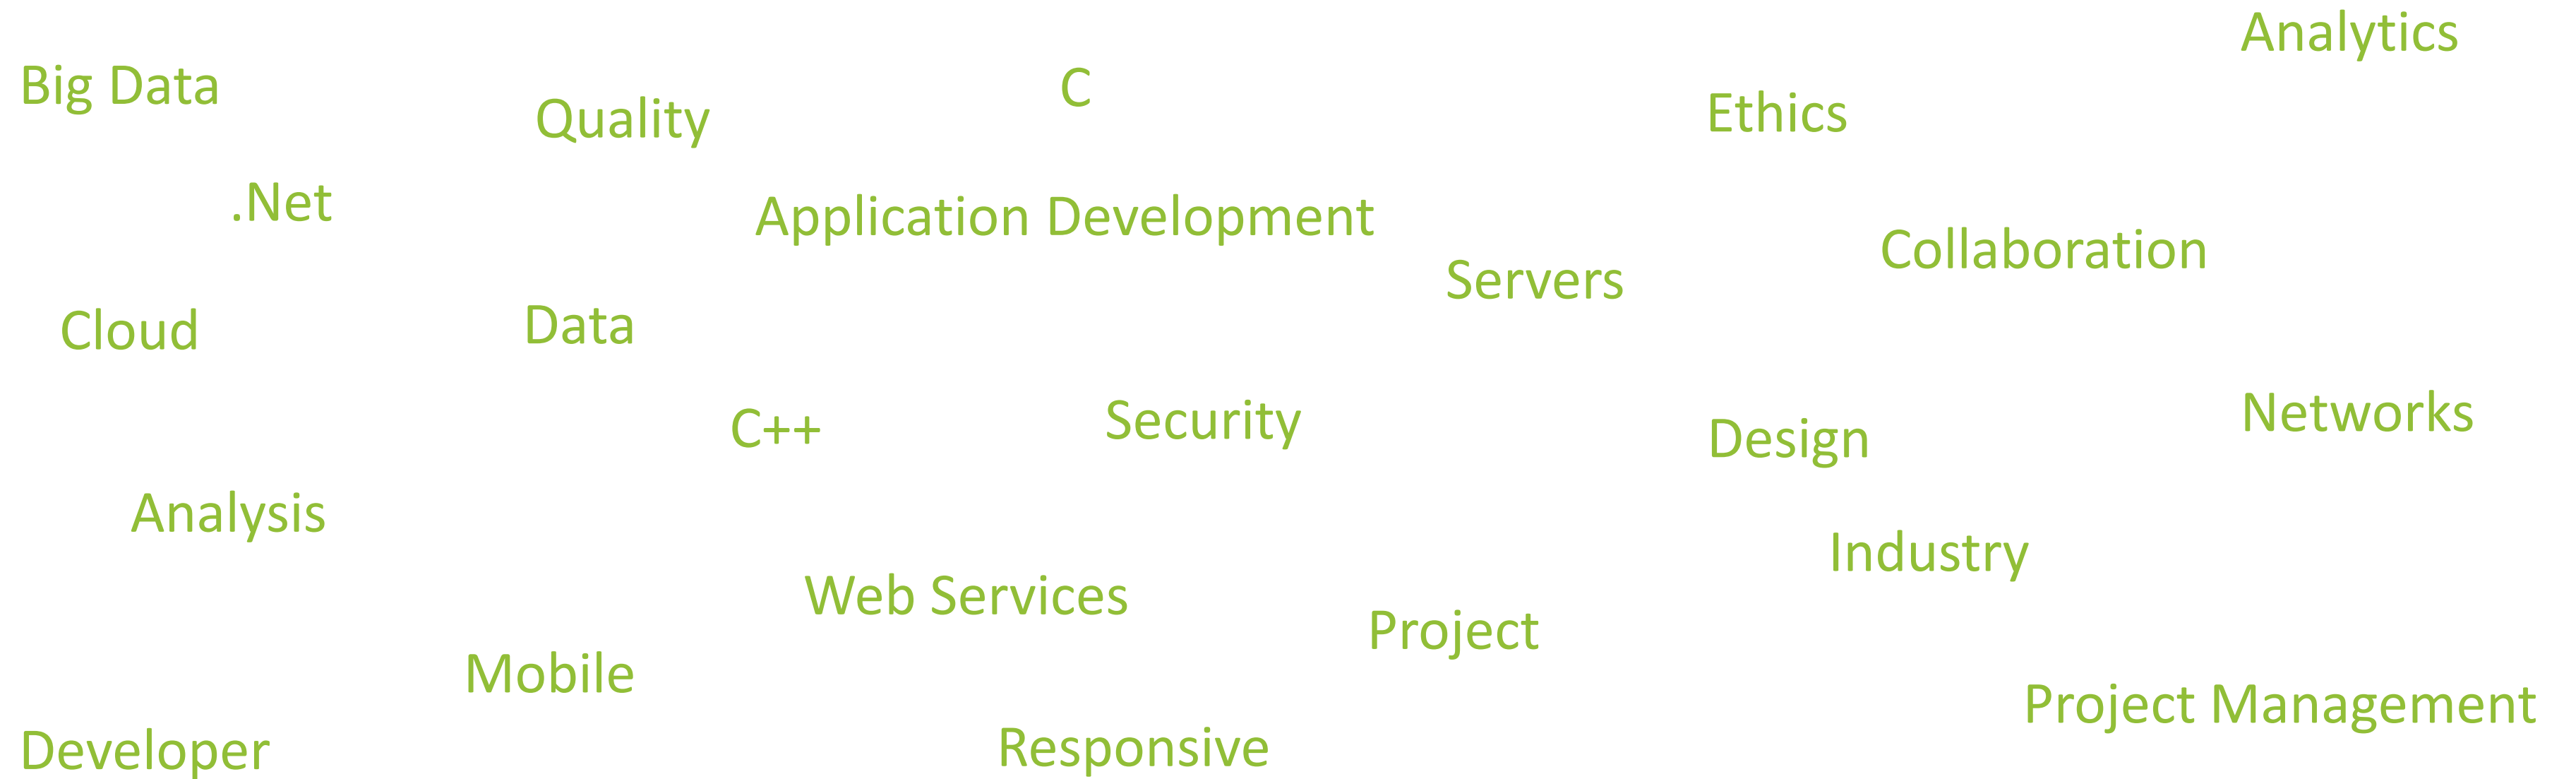 Analytics
Big Data
C
Ethics
Quality
.Net
Application Development
Collaboration
Servers
Cloud
Data
Networks
C++
Security
Design
Analysis
Industry
Web Services
Project
Mobile
Project Management
Developer
Responsive